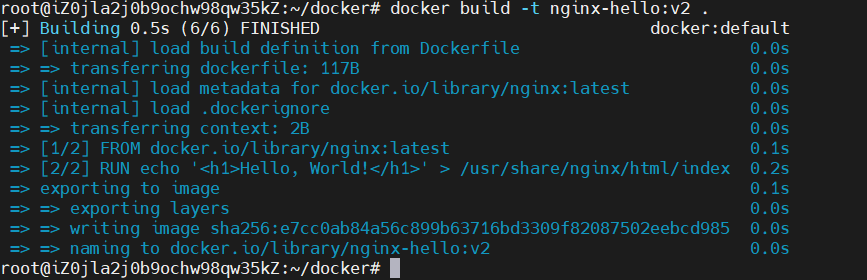 root@iZ0jla2j0b9ochw98qw35kZ:~/docker# docker build -t nginx-hello:v2 .
[+] Building 0.5s (6/6) FINISHED docker:default
=> [internal] load build definition from Dockerfile 0.0s
=> => transferring dockerfile: 117B 0.0s
=> [internal] load metadata for docker.io/library/nginx:latest 0.0s
=> [internal] load .dockerignore 0.0s
=> => transferring context: 2B 0.0s
=> [1/2] FROM docker.io/library/nginx:latest 0.1s
=> [2/2] RUN echo '<h1>Hello, World!</h1>' > /usr/share/nginx/html/index 0.2s
=> exporting to image 0.1s
=> => exporting layers 0.0s
=> => writing image sha256:e7cc0ab84a56c899b63716bd3309f82087502eebcd985 0.0s
=> => naming to docker.io/library/nginx-hello:v2 0.0s
root@iZ0jla2j0b9ochw98qw35kZ:~/docker#